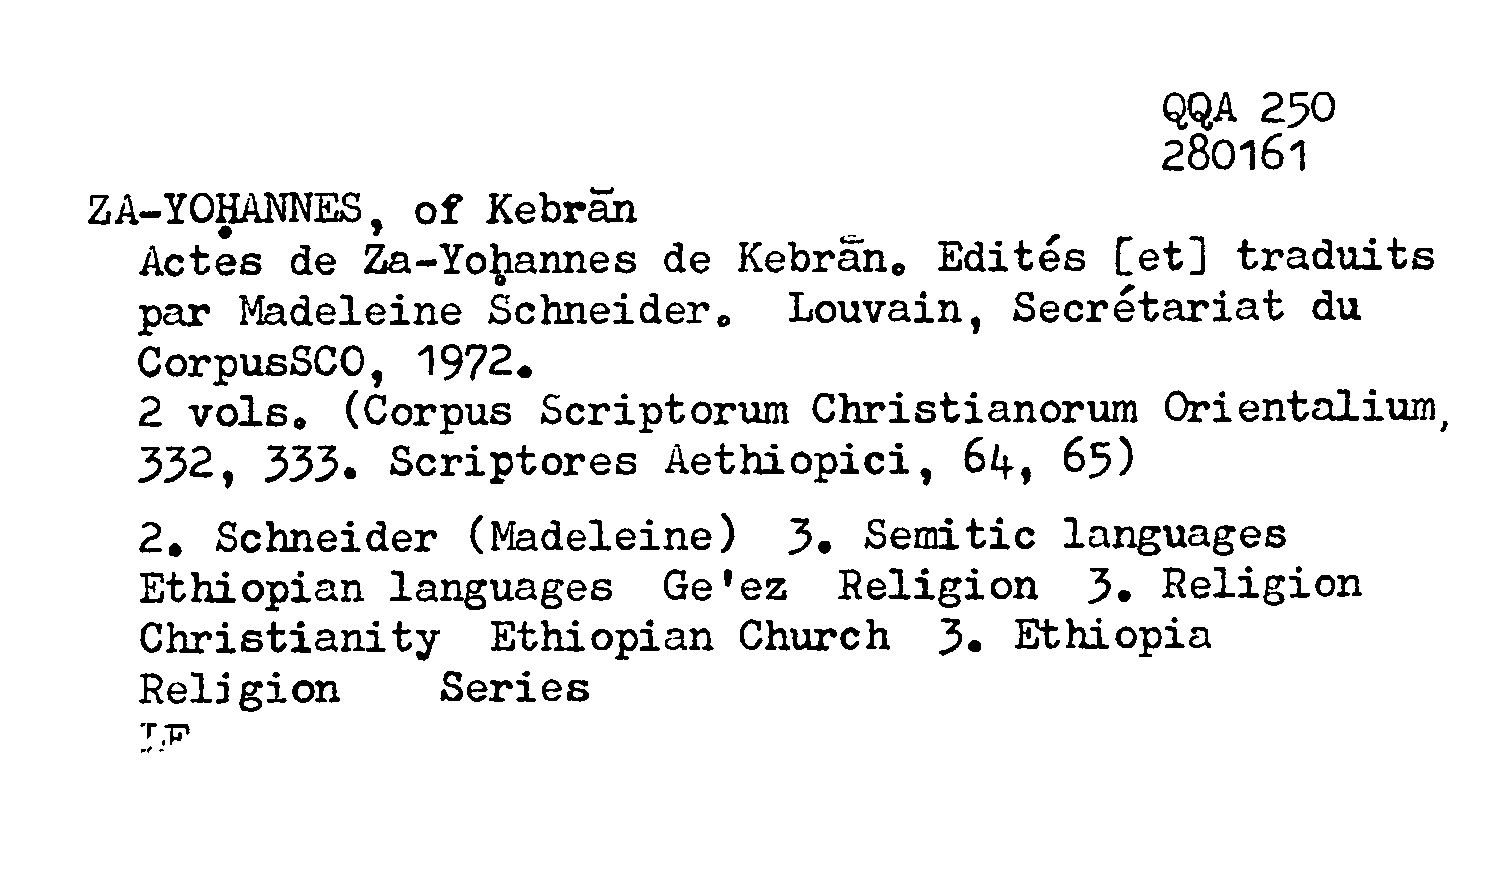 QQA 250
280161
ZA-YOḤANNES, of Kebrān
Actes de Za-Yoḥannes de Kebrān. Edités [et] traduits
par Madeleine Schneider. Louvain, Secrétariat du
CorpusSCO, 1972.
2 vols. (Corpus Scriptorum Christianorum Orientalium,
332, 333. Scriptores Aethiopici, 64, 65)
2. Schneider (Madeleine) 3. Semitic languages
Ethiopian languages Ge'ez Religion 3. Religion
Christianity Ethiopian Church 3. Ethiopia
Religion Series